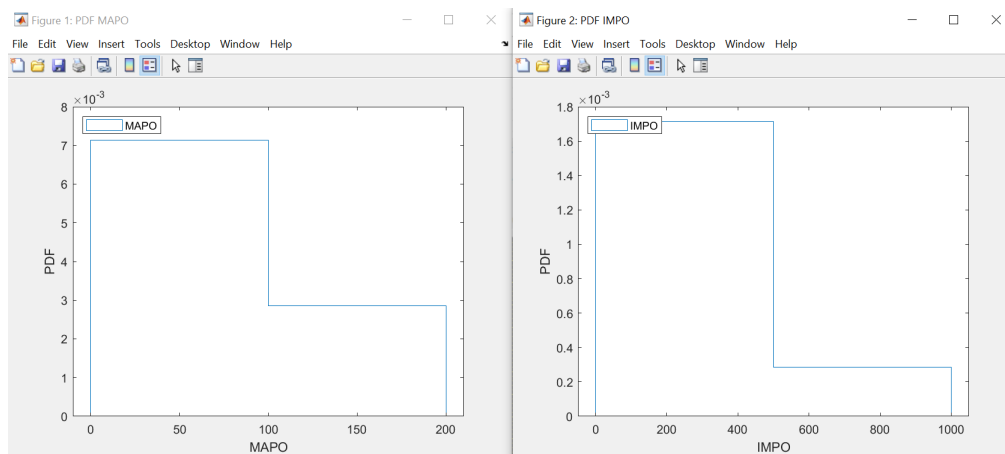 Figure 1: PDF MAPO
File Edit View Insert Tools Desktop Window Help
×10-3
8
7
6
5
4
3
2
1
0
PDF
MAPO
0 50 100 150 200
MAPO
Figure 2: PDF IMPO
File Edit View Insert Tools Desktop Window Help
×10-3
1.8
1.6
1.4
1.2
1
0.8
0.6
0.4
0.2
0
PDF
IMPO
0 200 400 600 800 1000
IMPO